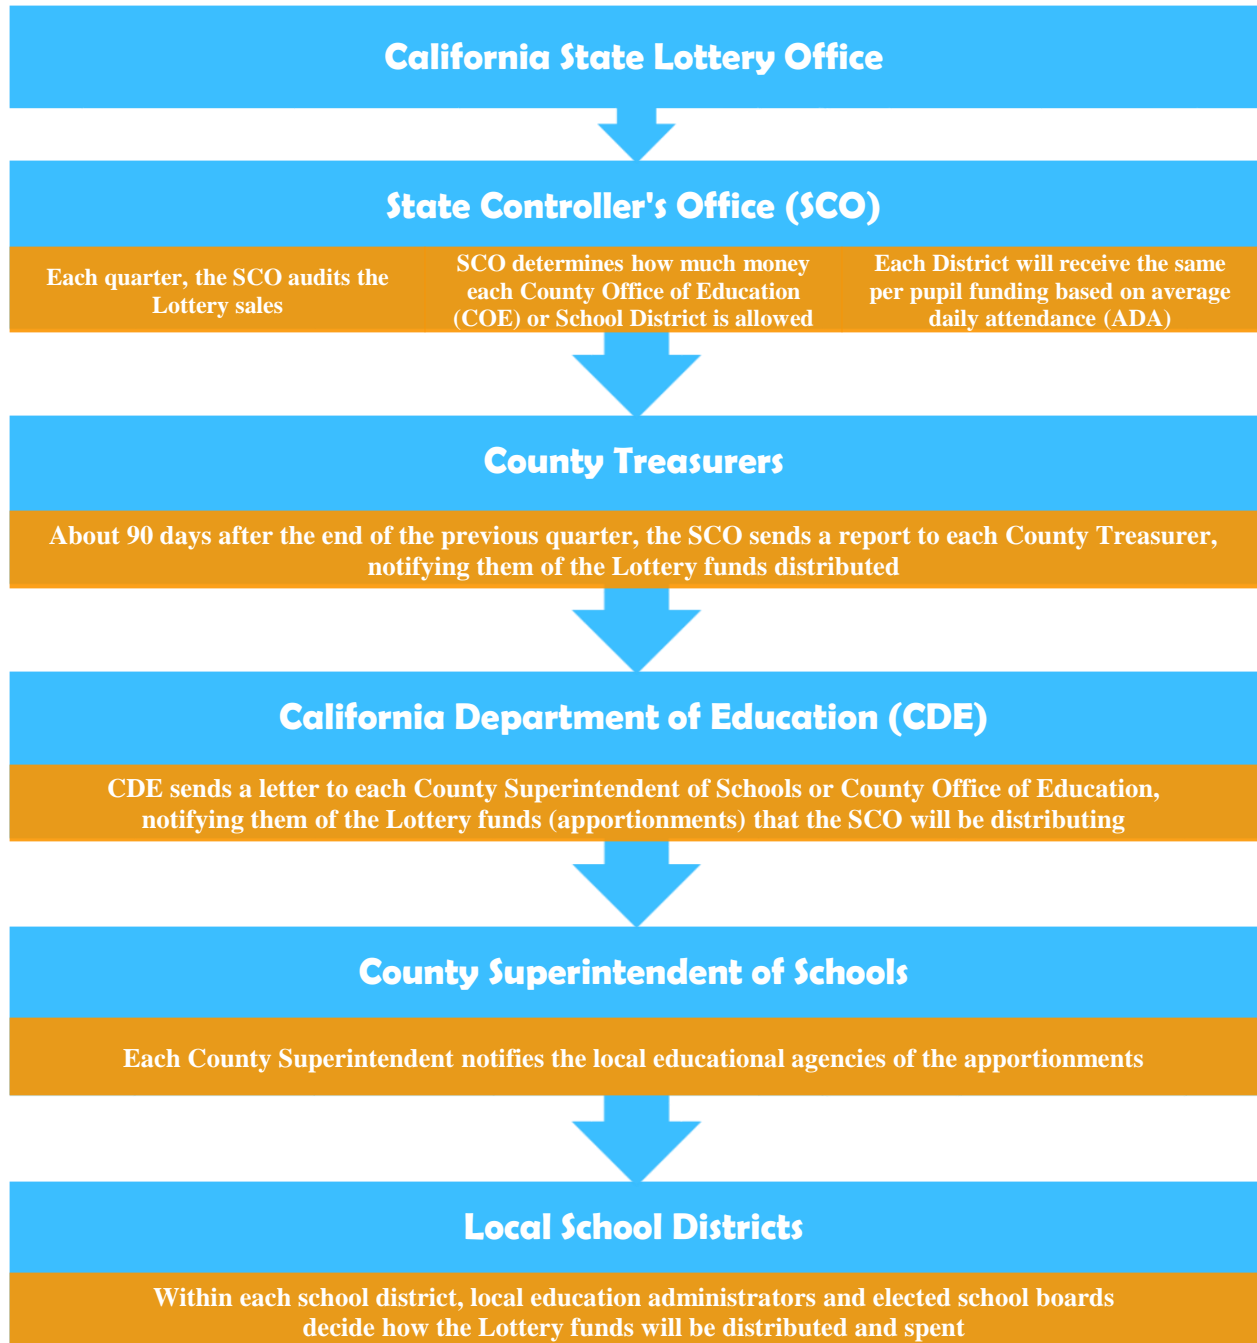 California State Lottery Office
State Controller's Office (SCO)
Each quarter, the SCO audits the
Lottery sales
SCO determines how much money
each County Office of Education
(COE) or School District is allowed
Each District will receive the same
per pupil funding based on average
daily attendance (ADA)
County Treasurers
About 90 days after the end of the previous quarter, the SCO sends a report to each County Treasurer,
notifying them of the Lottery funds distributed
California Department of Education (CDE)
CDE sends a letter to each County Superintendent of Schools or County Office of Education,
notifying them of the Lottery funds (apportionments) that the SCO will be distributing
County Superintendent of Schools
Each County Superintendent notifies the local educational agencies of the apportionments
Local School Districts
Within each school district, local education administrators and elected school boards
decide how the Lottery funds will be distributed and spent